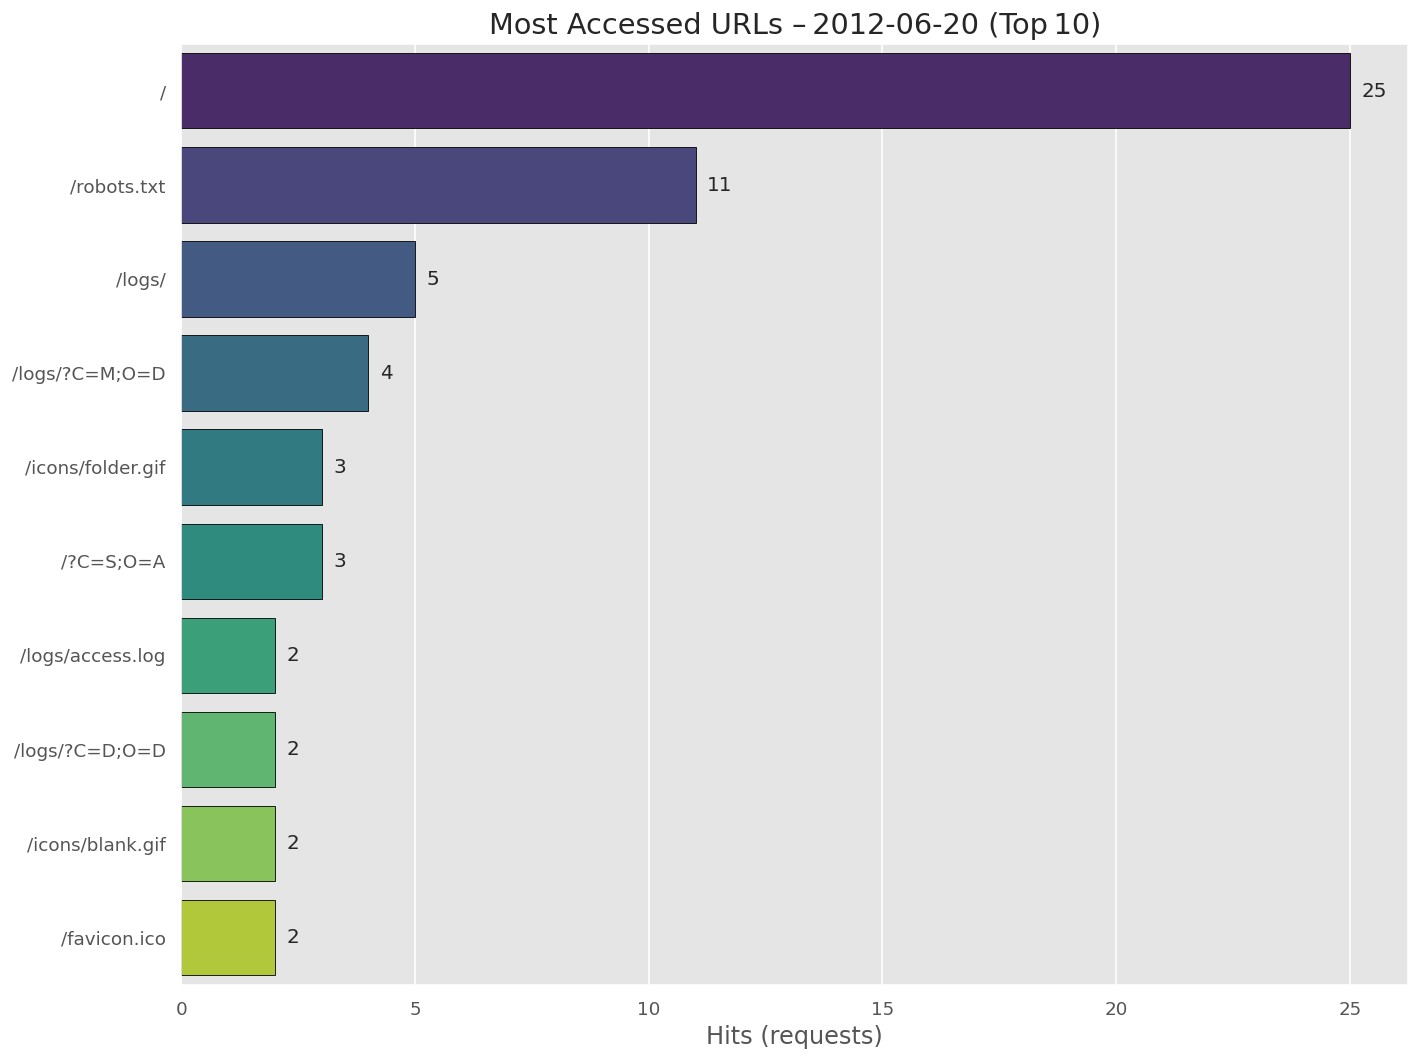 Most Accessed URLs – 2012-06-20 (Top 10)
/ 25
/robots.txt 11
/logs/ 5
/logs/?C=M;O=D 4
/icons/folder.gif 3
/?C=S;O=A 3
/logs/access.log 2
/logs/?C=D;O=D 2
/icons/blank.gif 2
/favicon.ico 2
0 5 10 15 20 25
Hits (requests)